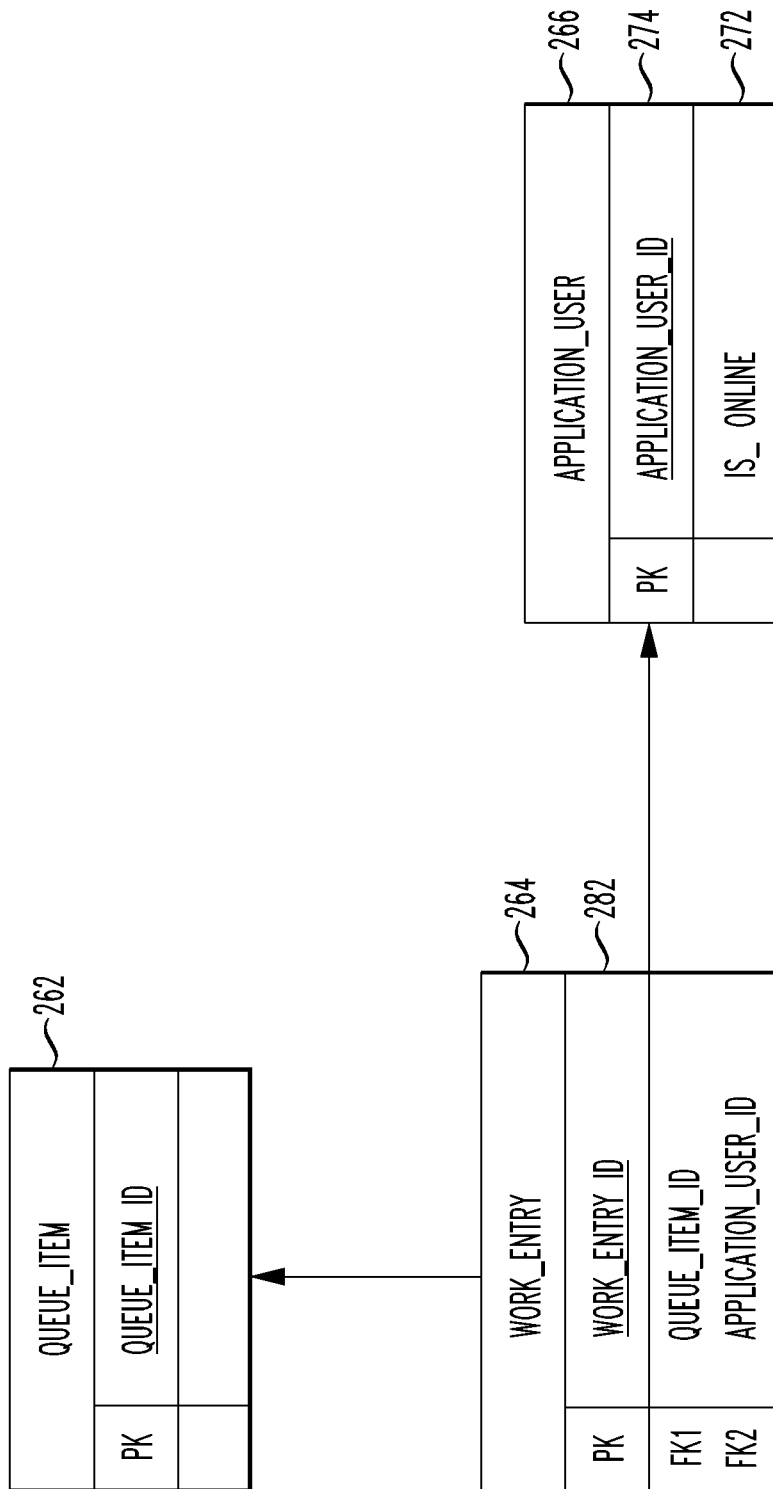 QUEUE_ITEM
262
PK QUEUE_ITEM_ID
WORK_ENTRY
264
PK WORK_ENTRY_ID
282
FK1 QUEUE_ITEM_ID
FK2 APPLICATION_USER_ID
APPLICATION_USER
266
PK APPLICATION_USER_ID
274
IS_ ONLINE
272